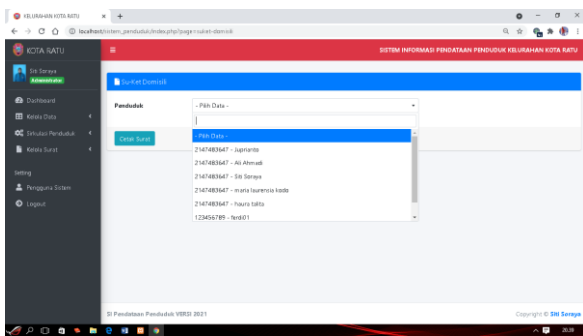 KELURAHAN KOTA RATU
localhost/sistem_penduduk/index.php?page=suket-domisili
KOTA RATU
SISTEM INFORMASI PENDATAAN PENDUDUK KELURAHAN KOTA RATU
Siti Soraya
Administrator
Su-Ket Domisili
Dashboard
Kelola Data
Sirkulasi Penduduk
Kelola Surat
Setting
Pengguna Sistem
Logout
Penduduk
- Pilih Data -
Cetak Surat
- Pilih Data -
2147483647 - Juprianto
2147483647 - Ali Ahmadi
2147483647 - Siti Soraya
2147483647 - maria laurensia
2147483647 - haura
123456789 - ferdi01
SI Pendataan Penduduk VERSI 2021
Copyright © Siti Soraya
20.39